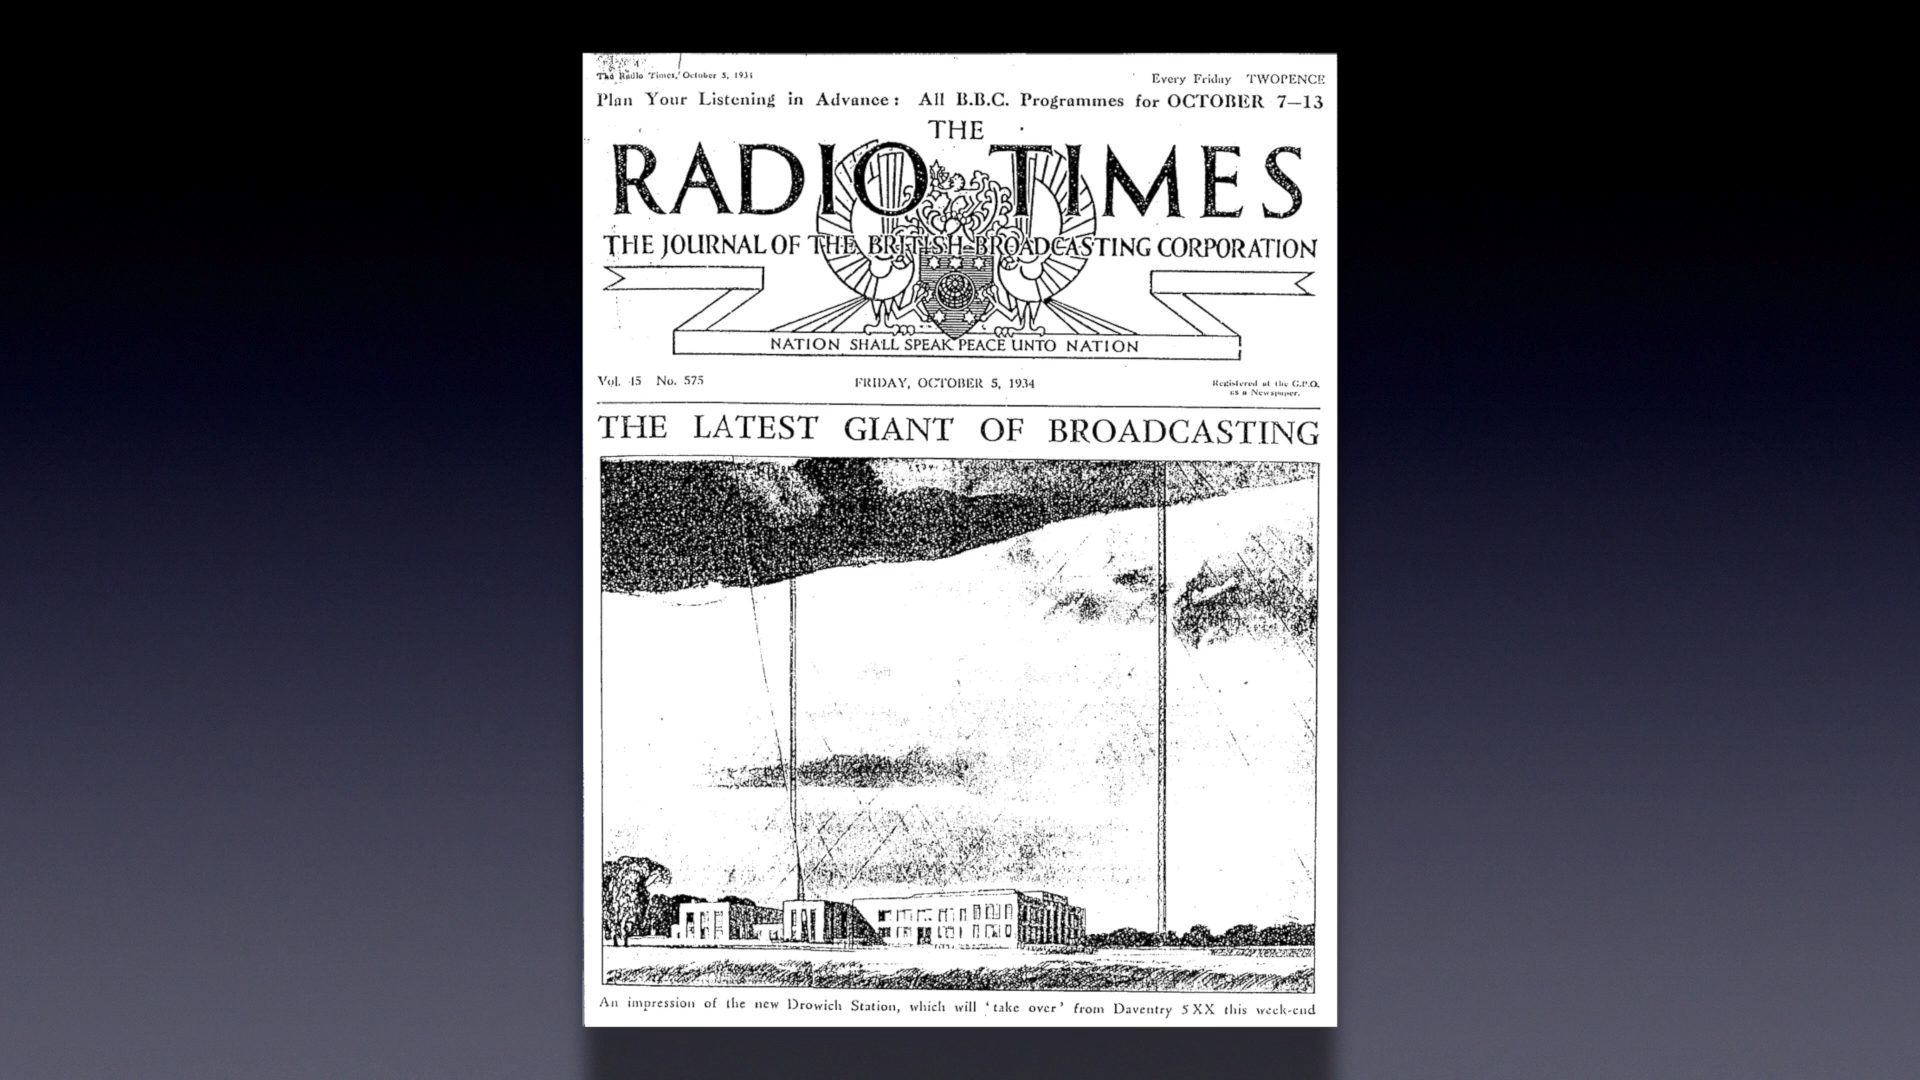 The Radio Times, October 5, 1934
Every Friday TWOPENCE
Plan Your Listening in Advance: All B.B.C. Programmes for OCTOBER 7—13
THE
RADIO TIMES
THE JOURNAL OF THE BRITISH BROADCASTING CORPORATION
NATION SHALL SPEAK PEACE UNTO NATION
Vol. 45 No. 575
FRIDAY, OCTOBER 5, 1934
Registered at the G.P.O.
as a Newspaper.
THE LATEST GIANT OF BROADCASTING
An impression of the new Drowich Station, which will 'take over' from Daventry 5XX this week-end